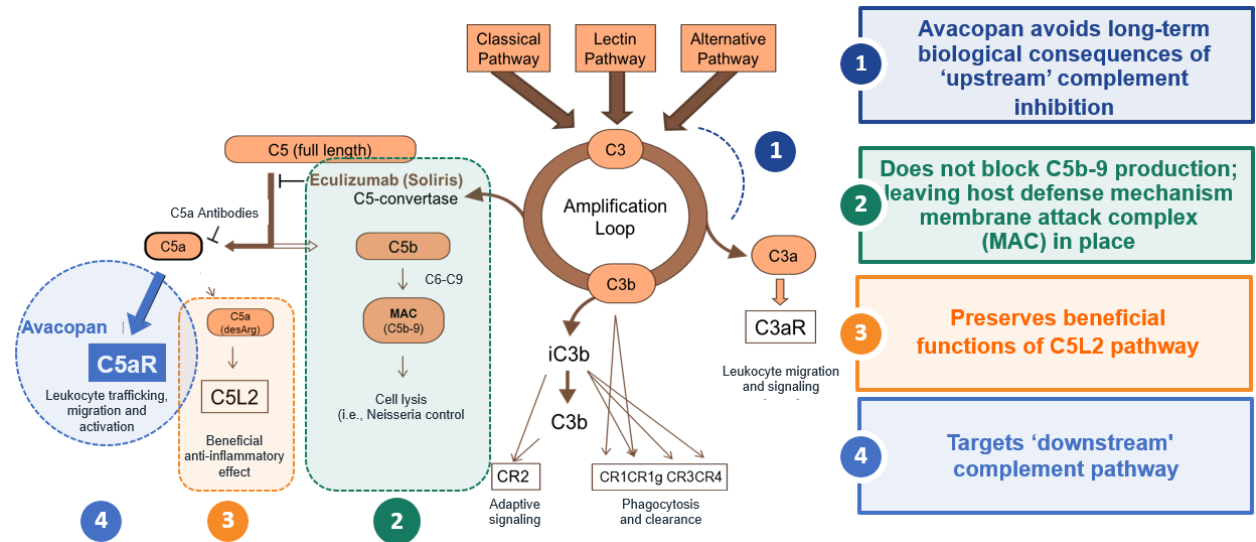 Classical
Pathway
Lectin
Pathway
Alternative
Pathway
C3
1
Amplification
Loop
C3b
C3a
C3aR
Leukocyte migration
and signaling
iC3b
C3b
CR2
CR1CR1g CR3CR4
Adaptive
signaling
Phagocytosis
and clearance
C5 (full length)
Eculizumab (Soliris)
C5-convertase
C5a Antibodies
C5a
C5b
C6-C9
MAC
(C5b-9)
Cell lysis
(i.e., Neisseria control
2
C5a
(desArg)
C5L2
Beneficial
anti-inflammatory
effect
3
Avacopan
C5aR
Leukocyte trafficking,
migration and
activation
4
1
Avacopan avoids long-term
biological consequences of
‘upstream’ complement
inhibition
2
Does not block C5b-9 production;
leaving host defense mechanism
membrane attack complex
(MAC) in place
3
Preserves beneficial
functions of C5L2 pathway
4
Targets ‘downstream'
complement pathway